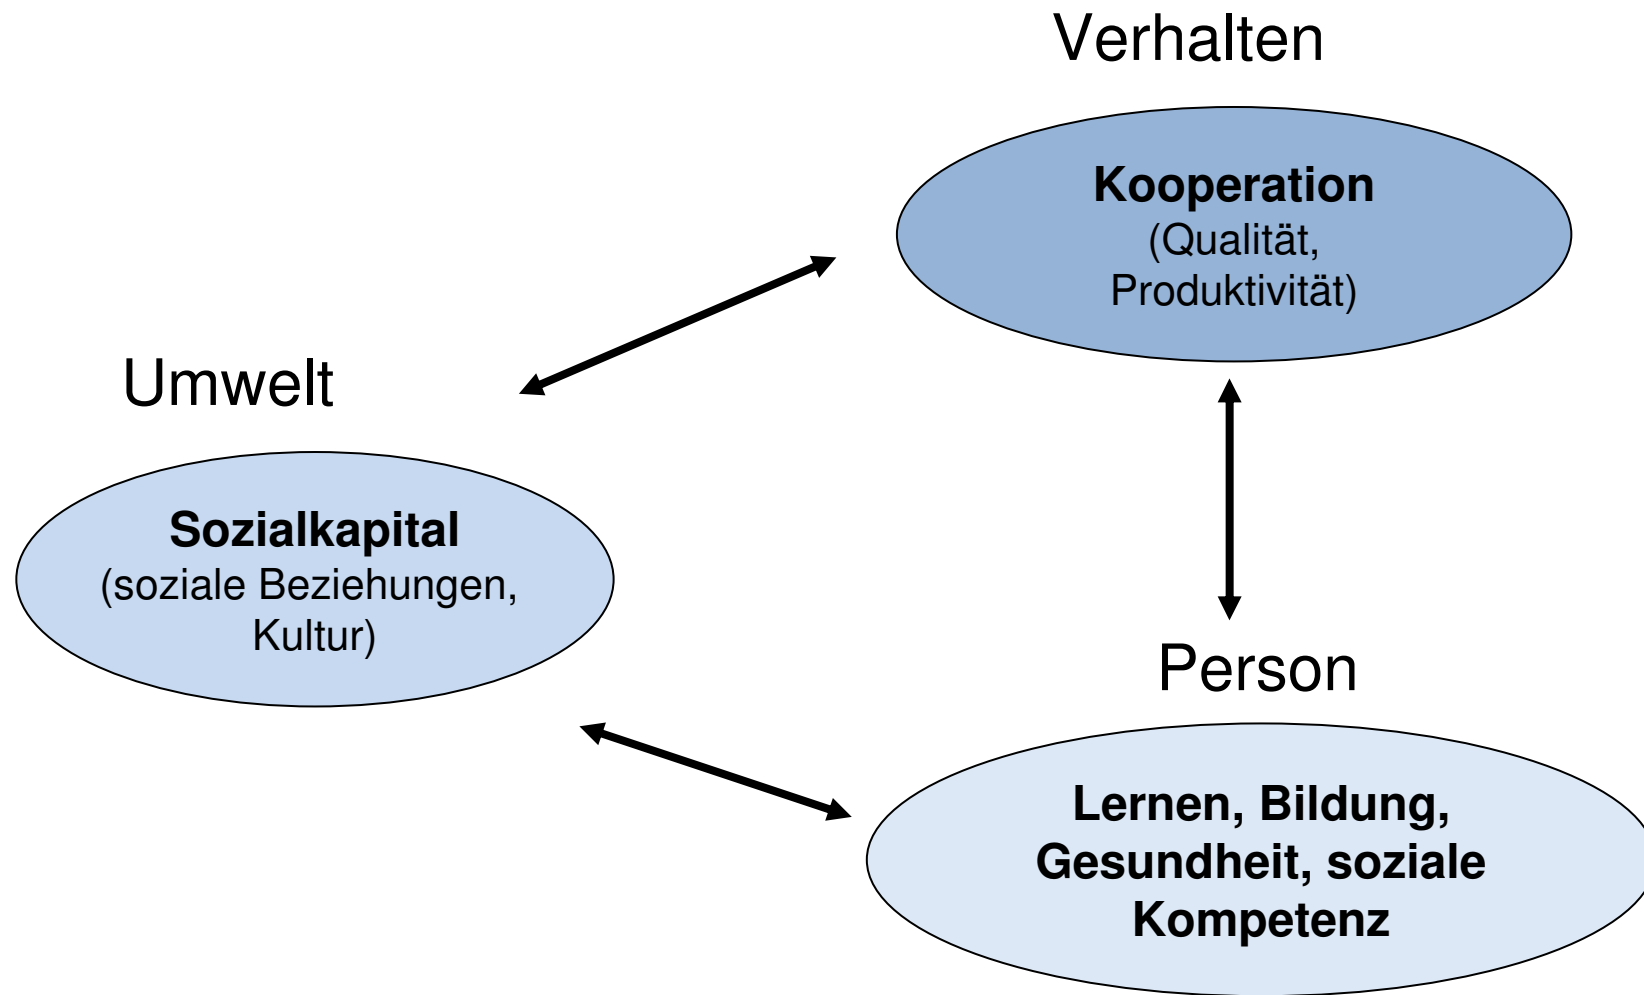 Verhalten
Kooperation
(Qualität,
Produktivität)
Umwelt
Sozialkapital
(soziale Beziehungen,
Kultur)
Person
Lernen, Bildung,
Gesundheit, soziale
Kompetenz